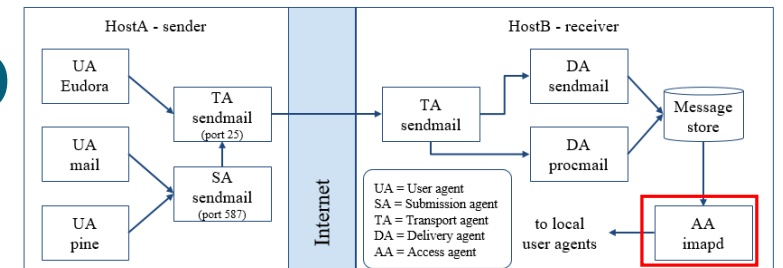 HostA - sender
HostB - receiver
UA
Eudora
UA
mail
UA
pine
TA
sendmail
(port 25)
SA
sendmail
(port 587)
Internet
TA
sendmail
DA
sendmail
DA
procmail
Message
store
UA = User agent
SA = Submission agent
TA = Transport agent
DA = Delivery agent
AA = Access agent
to local
user agents
AA
imapd